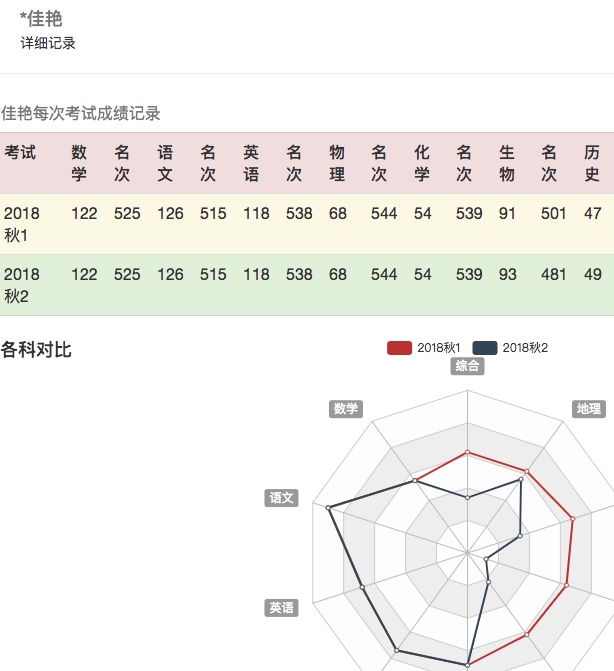 *佳艳
详细记录
佳艳每次考试成绩记录
考试 数学 名次 语文 名次 英语 名次 物理 名次 化学 名次 生物 名次 历史
2018秋1 122 525 126 515 118 538 68 544 54 539 91 501 47
2018秋2 122 525 126 515 118 538 68 544 54 539 93 481 49
各科对比
2018秋1 2018秋2
综合
数学 地理
语文
英语